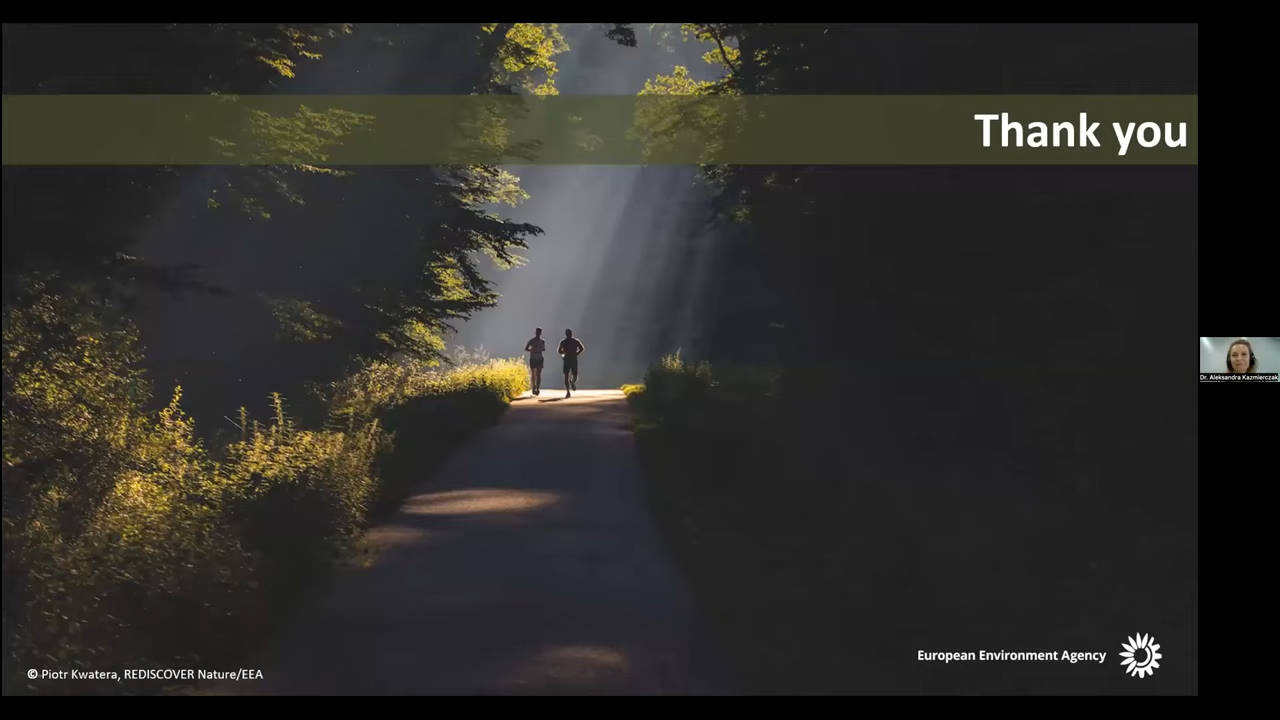 Thank you
Dr. Aleksandra Kazmierczak
European Environment Agency
© Piotr Kwatera, REDISCOVER Nature/EEA